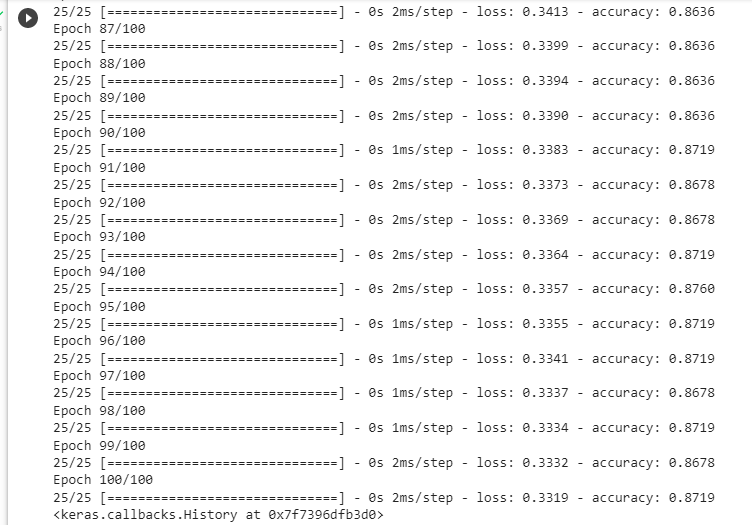 25/25 [==============================] - 0s 2ms/step - loss: 0.3413 - accuracy: 0.8636
Epoch 87/100
25/25 [==============================] - 0s 2ms/step - loss: 0.3399 - accuracy: 0.8636
Epoch 88/100
25/25 [==============================] - 0s 2ms/step - loss: 0.3394 - accuracy: 0.8636
Epoch 89/100
25/25 [==============================] - 0s 2ms/step - loss: 0.3390 - accuracy: 0.8636
Epoch 90/100
25/25 [==============================] - 0s 1ms/step - loss: 0.3383 - accuracy: 0.8719
Epoch 91/100
25/25 [==============================] - 0s 2ms/step - loss: 0.3373 - accuracy: 0.8678
Epoch 92/100
25/25 [==============================] - 0s 2ms/step - loss: 0.3369 - accuracy: 0.8678
Epoch 93/100
25/25 [==============================] - 0s 2ms/step - loss: 0.3364 - accuracy: 0.8719
Epoch 94/100
25/25 [==============================] - 0s 2ms/step - loss: 0.3357 - accuracy: 0.8760
Epoch 95/100
25/25 [==============================] - 0s 1ms/step - loss: 0.3355 - accuracy: 0.8719
Epoch 96/100
25/25 [==============================] - 0s 1ms/step - loss: 0.3341 - accuracy: 0.8719
Epoch 97/100
25/25 [==============================] - 0s 1ms/step - loss: 0.3337 - accuracy: 0.8678
Epoch 98/100
25/25 [==============================] - 0s 1ms/step - loss: 0.3334 - accuracy: 0.8719
Epoch 99/100
25/25 [==============================] - 0s 2ms/step - loss: 0.3332 - accuracy: 0.8678
Epoch 100/100
25/25 [==============================] - 0s 2ms/step - loss: 0.3319 - accuracy: 0.8719
<keras.callbacks.History at 0x7f7396dfb3d0>